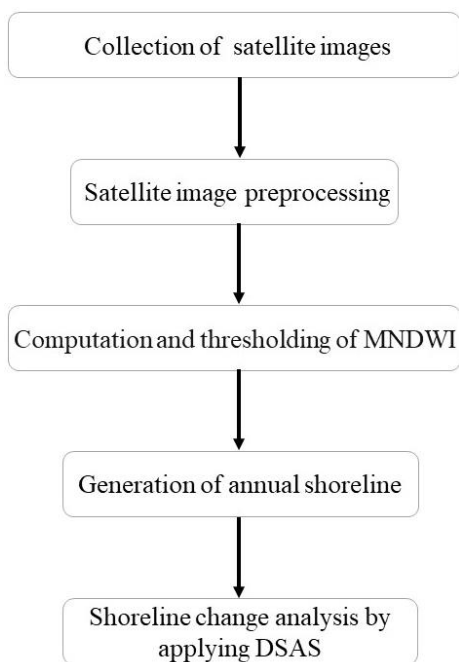 Collection of satellite images
Satellite image preprocessing
Computation and thresholding of MNDWI
Generation of annual shoreline
Shoreline change analysis by
applying DSAS